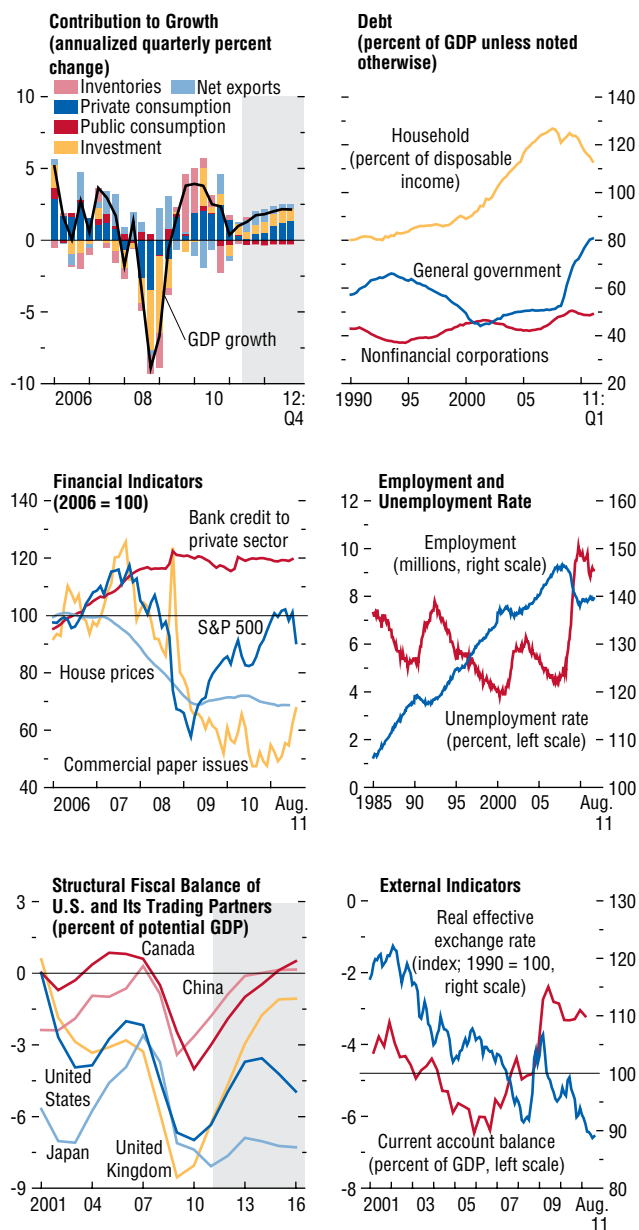 Contribution to Growth
(annualized quarterly percent
change)
Inventories
Net exports
Private consumption
Public consumption
Investment
10
5
0
-5
-10
GDP growth
2006
08
10
12:
Q4
Debt
(percent of GDP unless noted
otherwise)
140
120
100
80
60
40
20
Household
(percent of disposable
income)
General government
Nonfinancial corporations
1990
95
2000
05
11:
Q1
Financial Indicators
(2006 = 100)
140
120
100
80
60
40
Bank credit to
private sector
S&P 500
House prices
Commercial paper issues
2006
07
08
09
10
Aug.
11
Employment and
Unemployment Rate
12
10
8
6
4
2
0
160
150
140
130
120
110
100
Employment
(millions, right scale)
Unemployment rate
(percent, left scale)
1985
90
95
2000
05
Aug.
11
Structural Fiscal Balance of
U.S. and Its Trading Partners
(percent of potential GDP)
3
0
-3
-6
-9
Canada
China
United
States
Japan
United
Kingdom
2001
04
07
10
13
16
External Indicators
-0
-2
-4
-6
-8
130
120
110
100
90
80
Real effective
exchange rate
(index; 1990 = 100,
right scale)
Current account balance
(percent of GDP, left scale)
2001
03
05
07
09
Aug.
11